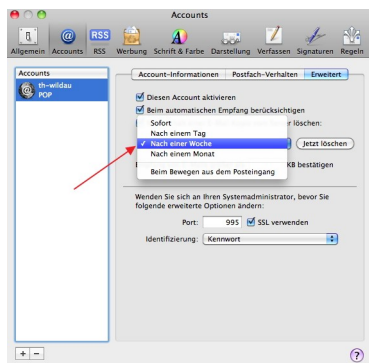 Accounts
Allgemein Accounts RSS Werbung Schrift & Farbe Darstellung Verfassen Signaturen Regeln
RSS
Accounts
th-wildau
POP
Account-Informationen Postfach-Verhalten Erweitert
Diesen Account aktivieren
Beim automatischen Empfang berücksichtigen
löschen:
Sofort
Nach einem Tag
Nach einer Woche
Jetzt löschen
Nach einem Monat
KB bestätigen
Beim Bewegen aus dem Posteingang
Wenden Sie sich an Ihren Systemadministrator, bevor Sie
folgende erweiterte Optionen ändern:
Port: 995 SSL verwenden
Identifizierung: Kennwort
+ − ?